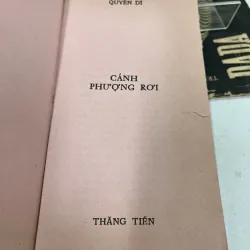 QUYÊN DI
CÁNH
PHƯỢNG RƠI
THĂNG TIẾN